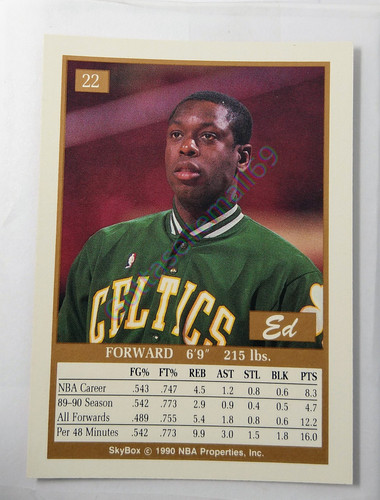 22
CELTICS
Ed
FORWARD 6'9" 215 lbs.
FG% FT% REB AST STL BLK PTS
NBA Career .543 .747 4.5 1.2 0.8 0.6 8.3
89-90 Season .542 .773 2.9 0.9 0.4 0.5 4.7
All Forwards .489 .755 5.4 1.8 0.8 0.6 12.2
Per 48 Minutes .542 .773 9.9 3.0 1.5 1.8 16.0
SkyBox © 1990 NBA Properties, Inc.